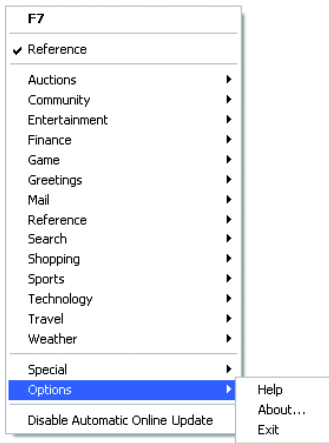 F7
Reference
Auctions
Community
Entertainment
Finance
Game
Greetings
Mail
Reference
Search
Shopping
Sports
Technology
Travel
Weather
Special
Options
Disable Automatic Online Update
Help
About...
Exit